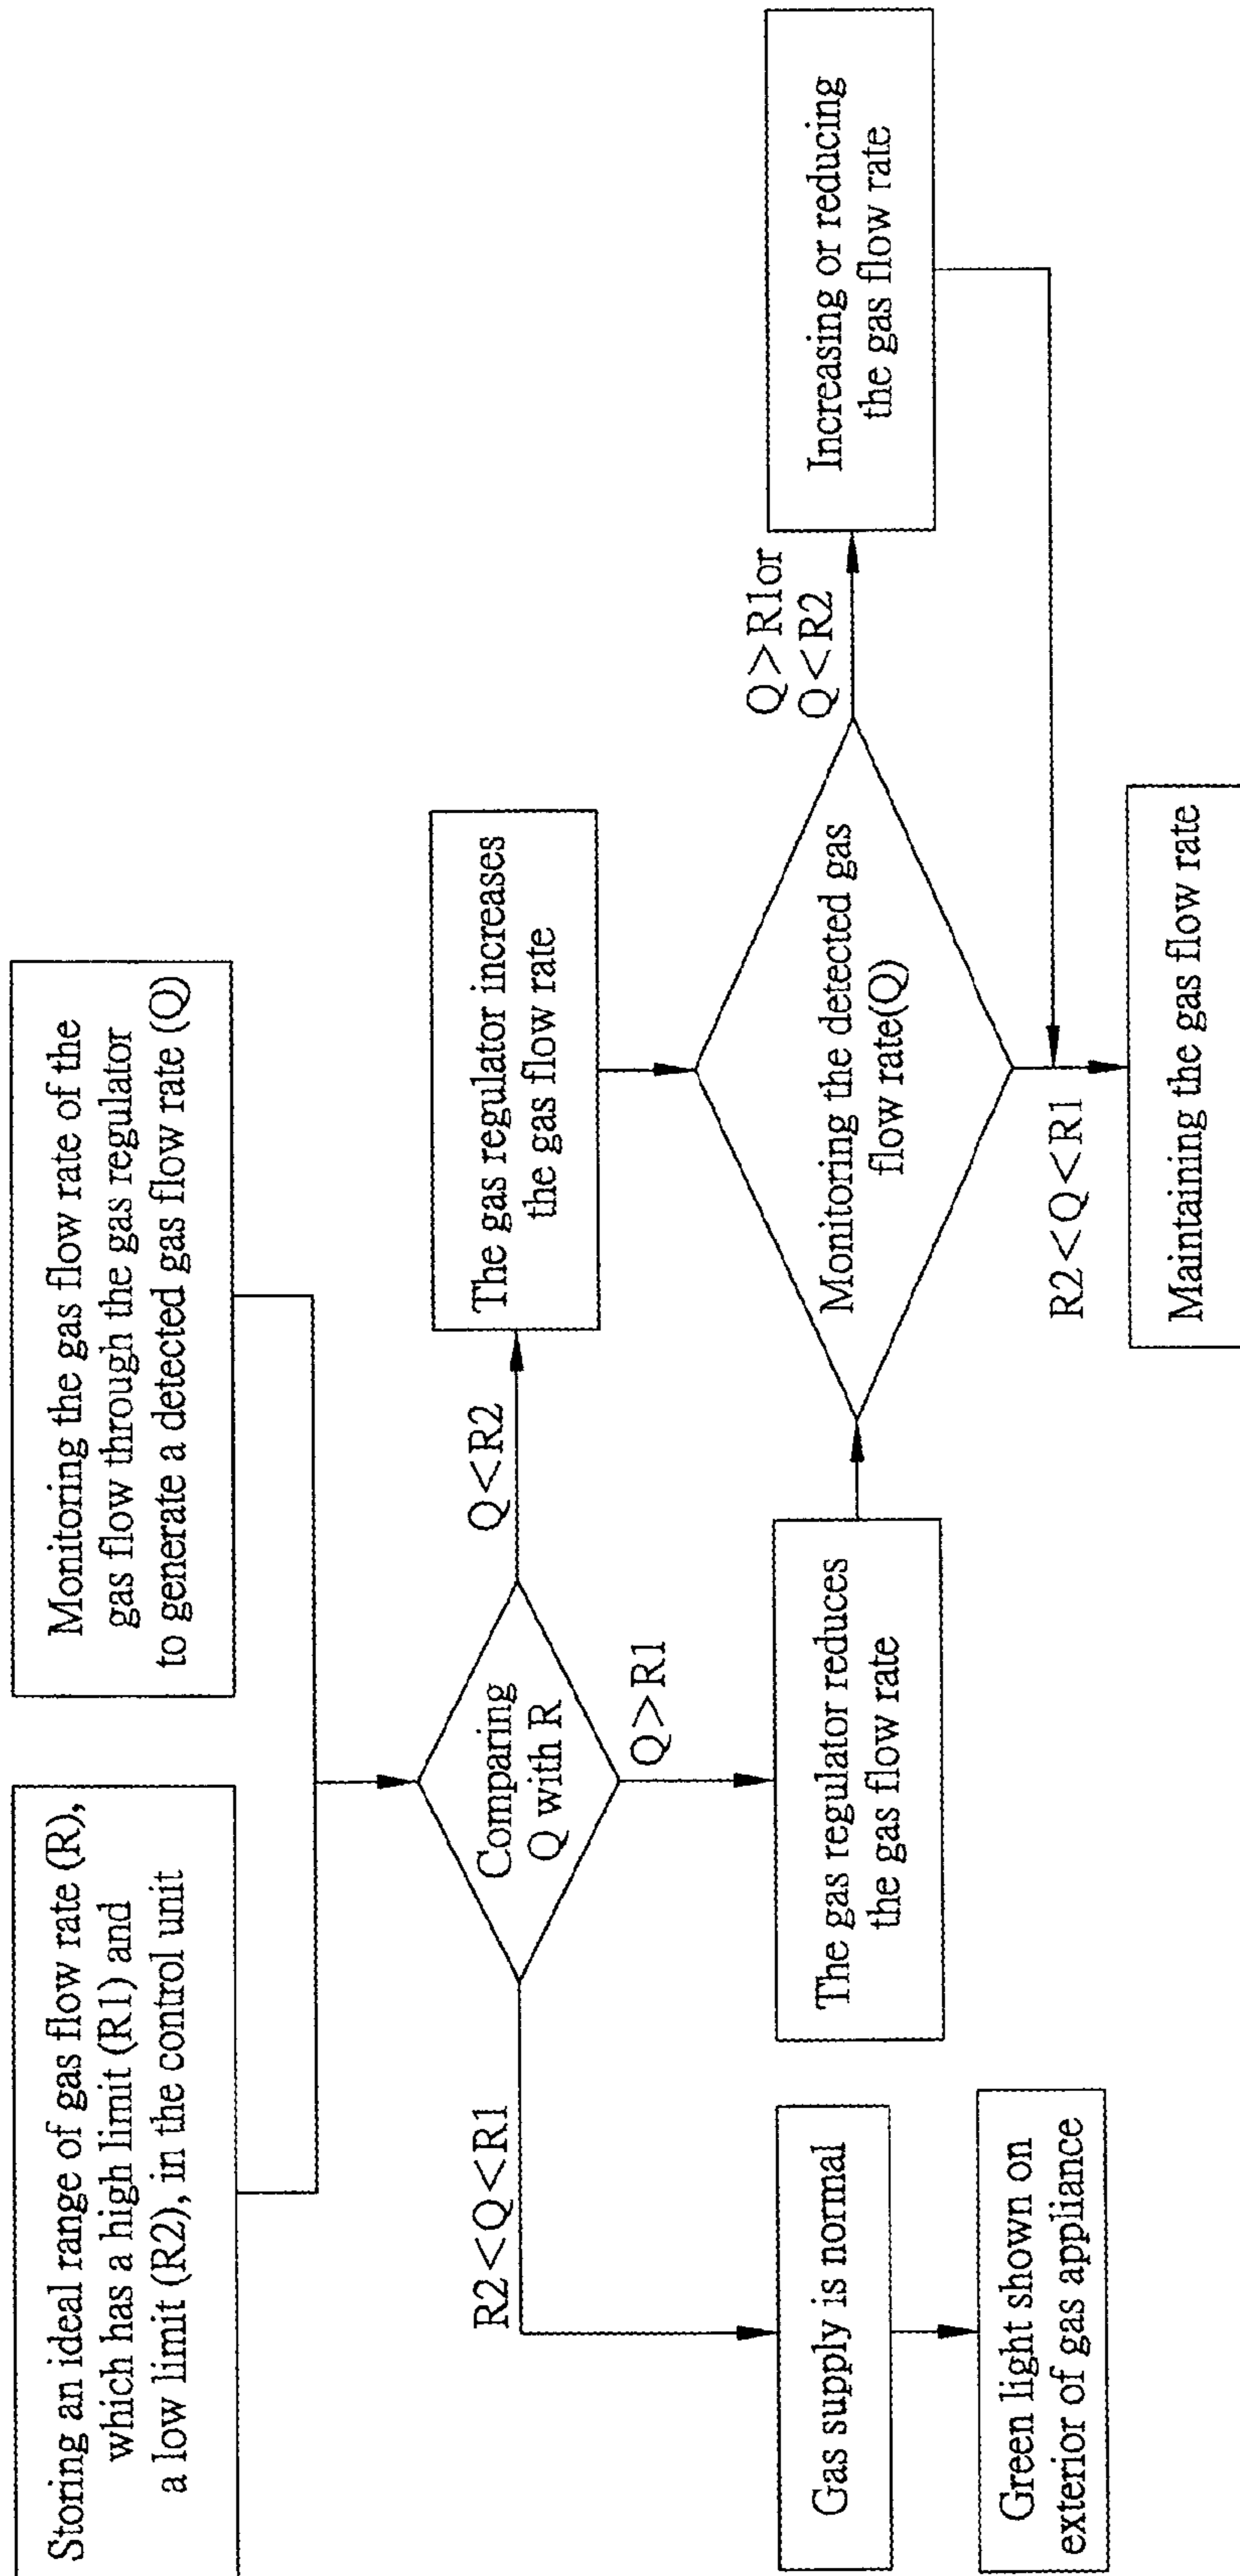 Storing an ideal range of gas flow rate (R),
which has a high limit (R1) and
a low limit (R2), in the control unit
Monitoring the gas flow rate of the
gas flow through the gas regulator
to generate a detected gas flow rate (Q)
Comparing
Q with R
R2<Q<R1
Q<R2
Q>R1
Gas supply is normal
Green light shown on
exterior of gas appliance
The gas regulator reduces
the gas flow rate
The gas regulator increases
the gas flow rate
Monitoring the detected gas
flow rate(Q)
Q>R1or
Q<R2
Increasing or reducing
the gas flow rate
R2<Q<R1
Maintaining the gas flow rate